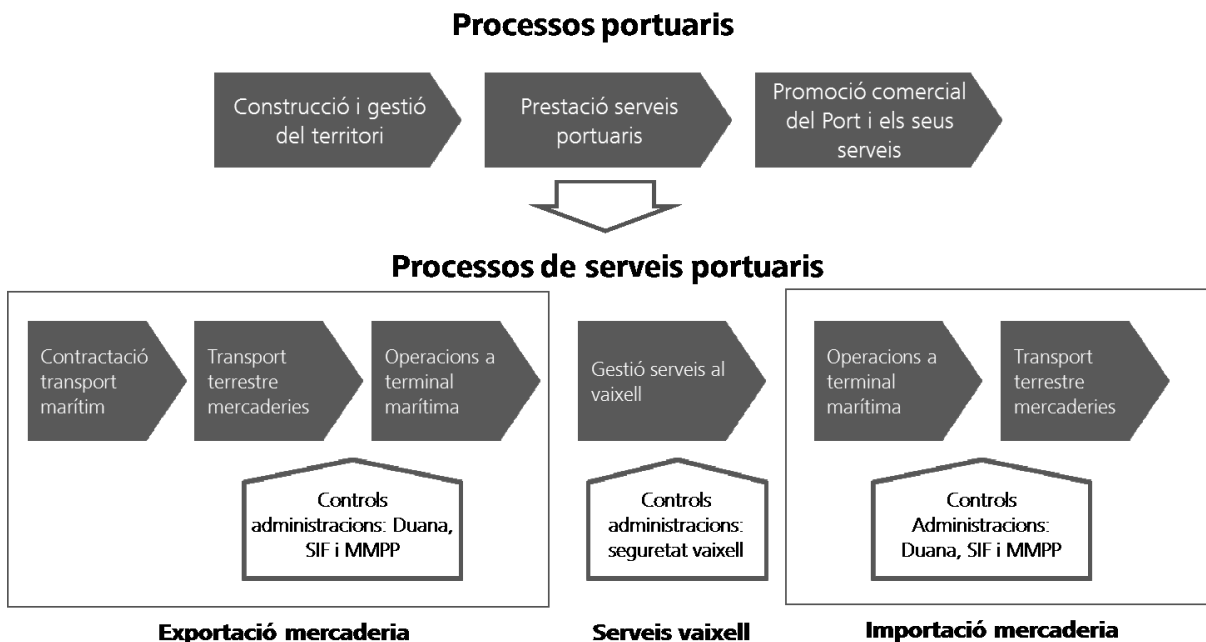 Processos portuaris
Construcció i gestió
del territori
Prestació serveis
portuaris
Promoció comercial
del Port i els seus
serveis
Processos de serveis portuaris
Contractació
transport
marítim
Transport
terrestre
mercaderies
Operacions a
terminal
marítima
Gestió serveis al
vaixell
Operacions a
terminal
marítima
Transport
terrestre
mercaderies
Controls
administracions: Duana,
SIF i MMPP
Controls
administracions:
seguretat vaixell
Controls
Administracions:
Duana, SIF i MMPP
Exportació mercaderia
Serveis vaixell
Importació mercaderia